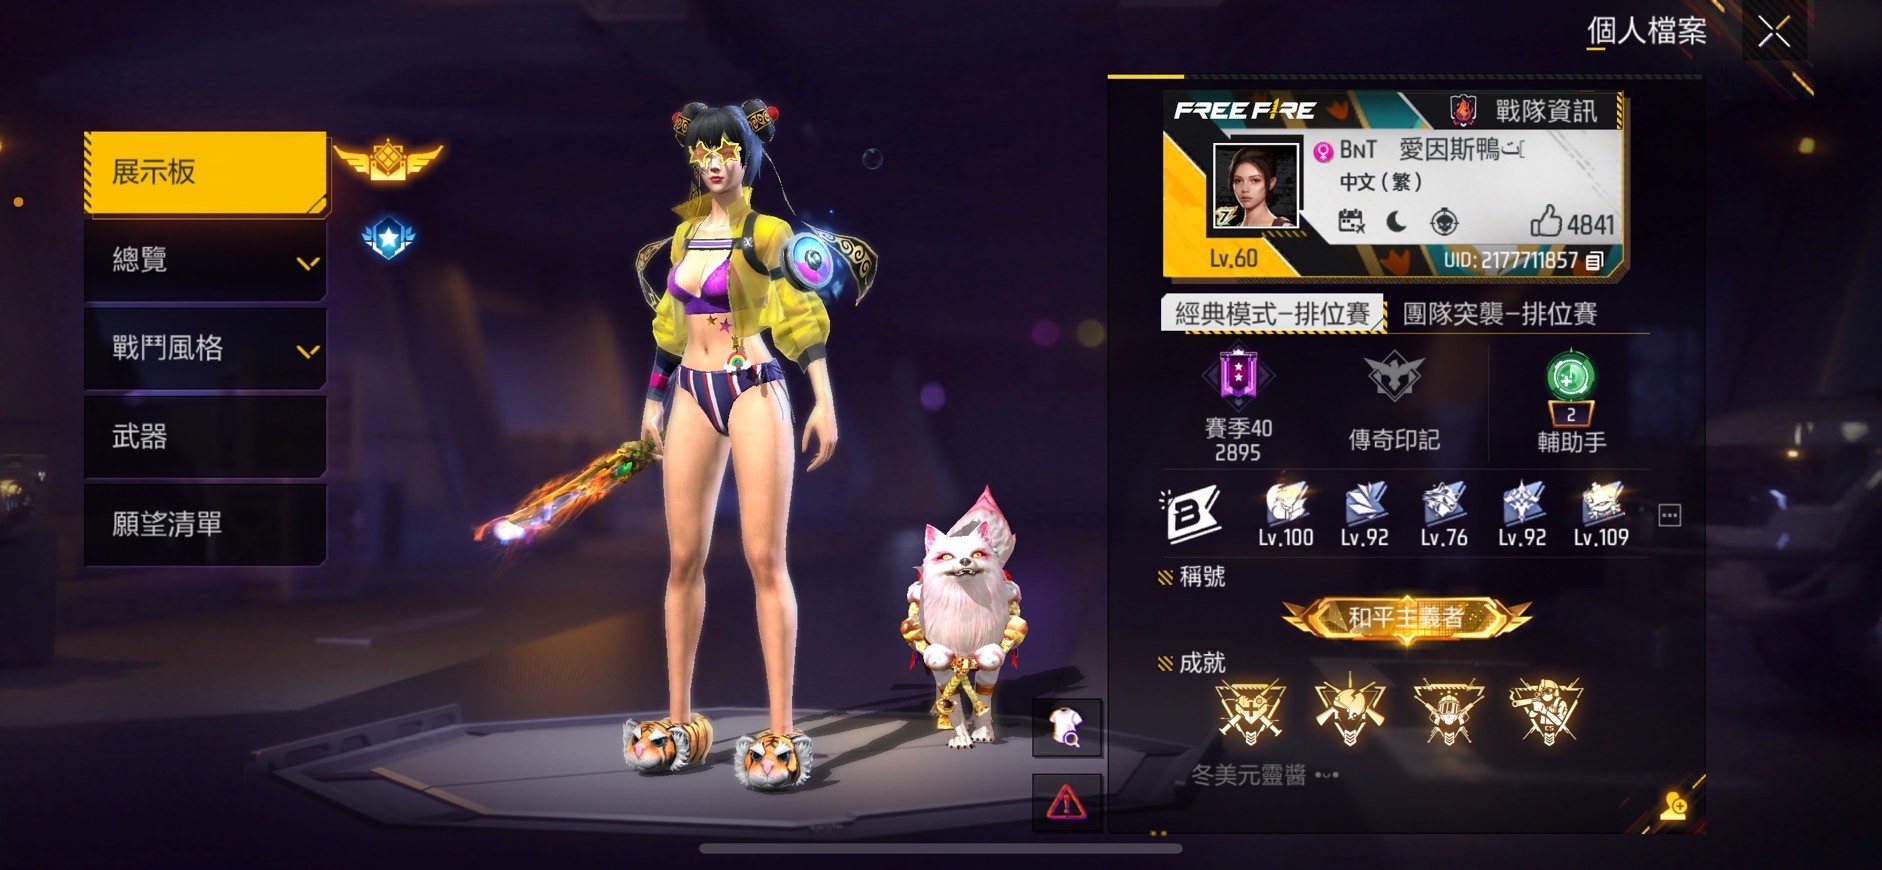 個人檔案
展示板
總覽
戰鬥風格
武器
願望清單
FREE FIRE
戰隊資訊
BNT 愛因斯鴨
中文(繁)
7
4841
Lv.60
UID: 2177711857
經典模式-排位賽
團隊突襲-排位賽
賽季40
2895
傳奇印記
2
輔助手
B
Lv.100
Lv.92
Lv.76
Lv.92
Lv.109
稱號
和平主義者
成就
冬美元靈醬